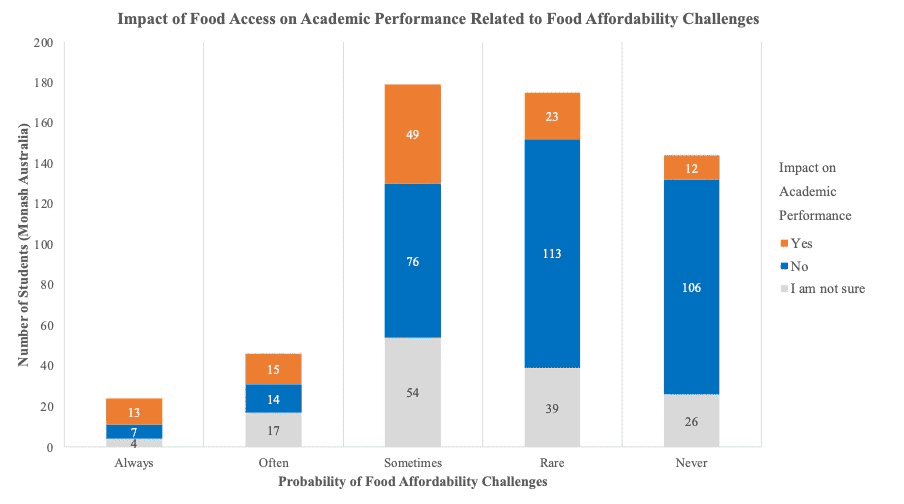 Impact of Food Access on Academic Performance Related to Food Affordability Challenges
Number of Students (Monash Australia)
200
180
160
140
120
100
80
60
40
20
0
13
7
4
15
14
17
49
76
54
23
113
39
12
106
26
Always
Often
Sometimes
Rare
Never
Probability of Food Affordability Challenges
Impact on
Academic
Performance
Yes
No
I am not sure